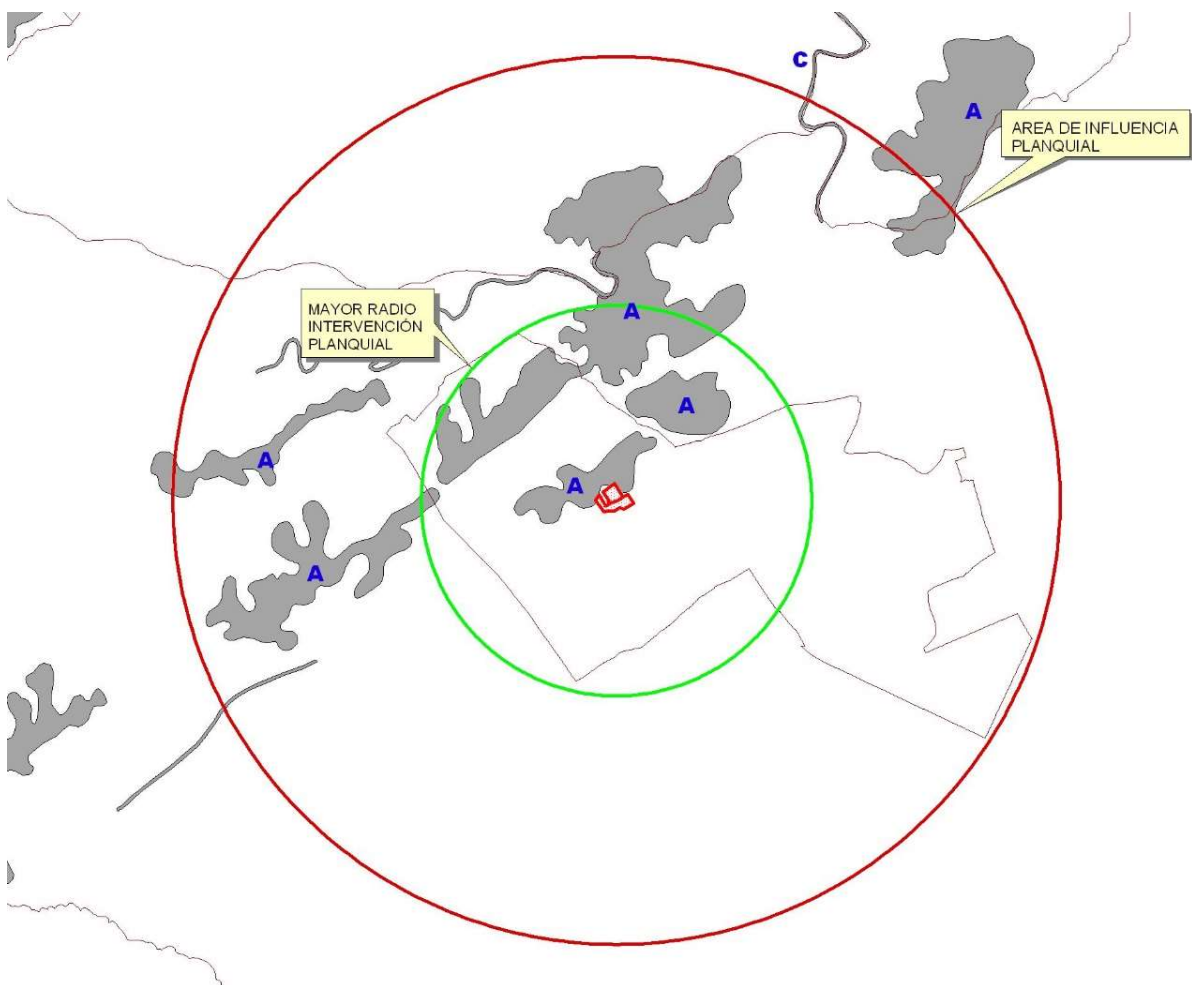 C
A
AREA DE INFLUENCIA
PLANQUIAL
MAYOR RADIO
INTERVENCIÓN
PLANQUIAL
A
A
A
A
A